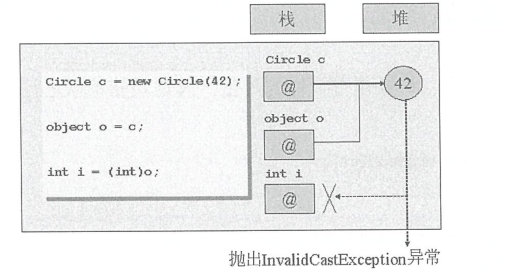 栈 堆
Circle c
Circle c = new Circle(42);
@ 42
object o
object o = c;
@
int i
int i = (int)o;
@
抛出InvalidCastException异常